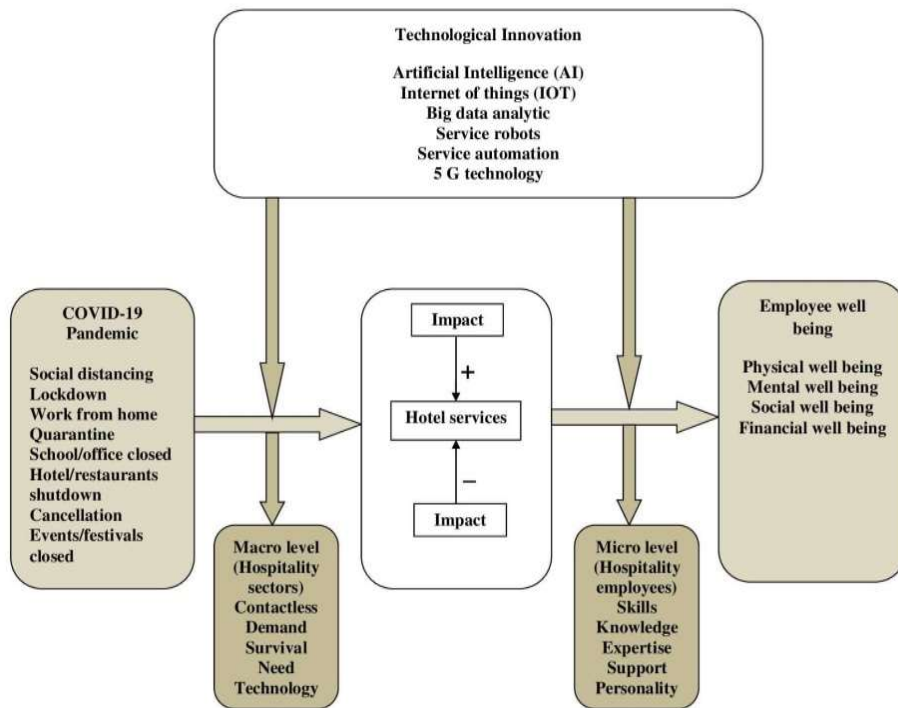 Technological Innovation
Artificial Intelligence (AI)
Internet of things (IOT)
Big data analytic
Service robots
Service automation
5 G technology
COVID-19
Pandemic
Social distancing
Lockdown
Work from home
Quarantine
School/office closed
Hotel/restaurants
shutdown
Cancellation
Events/festivals
closed
Impact
+
Hotel services
−
Impact
Employee well
being
Physical well being
Mental well being
Social well being
Financial well being
Macro level
(Hospitality
sectors)
Contactless
Demand
Survival
Need
Technology
Micro level
(Hospitality
employees)
Skills
Knowledge
Expertise
Support
Personality